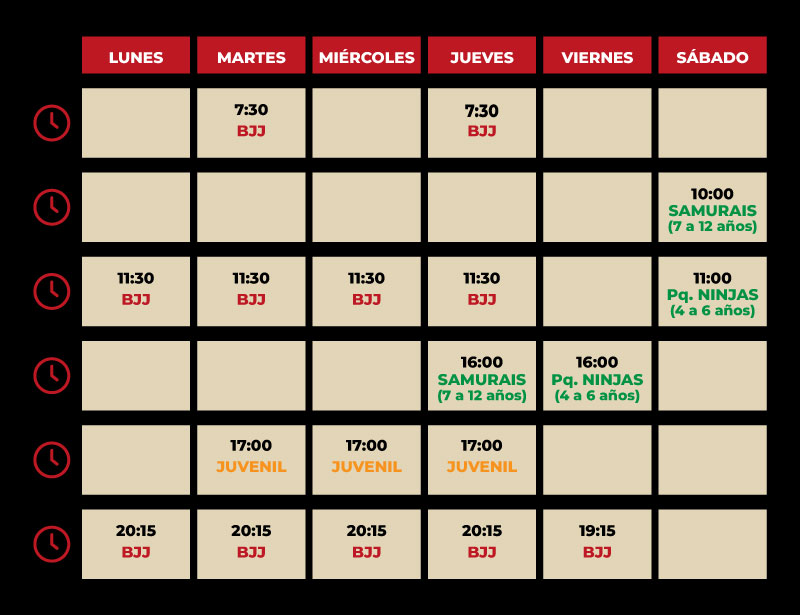 LUNES MARTES MIÉRCOLES JUEVES VIERNES SÁBADO
7:30 7:30
BJJ BJJ
10:00
SAMURAIS
(7 a 12 años)
11:30 11:30 11:30 11:30 11:00
BJJ BJJ BJJ BJJ Pq. NINJAS
(4 a 6 años)
16:00 16:00
SAMURAIS Pq. NINJAS
(7 a 12 años) (4 a 6 años)
17:00 17:00 17:00
JUVENIL JUVENIL JUVENIL
20:15 20:15 20:15 20:15 19:15
BJJ BJJ BJJ BJJ BJJ